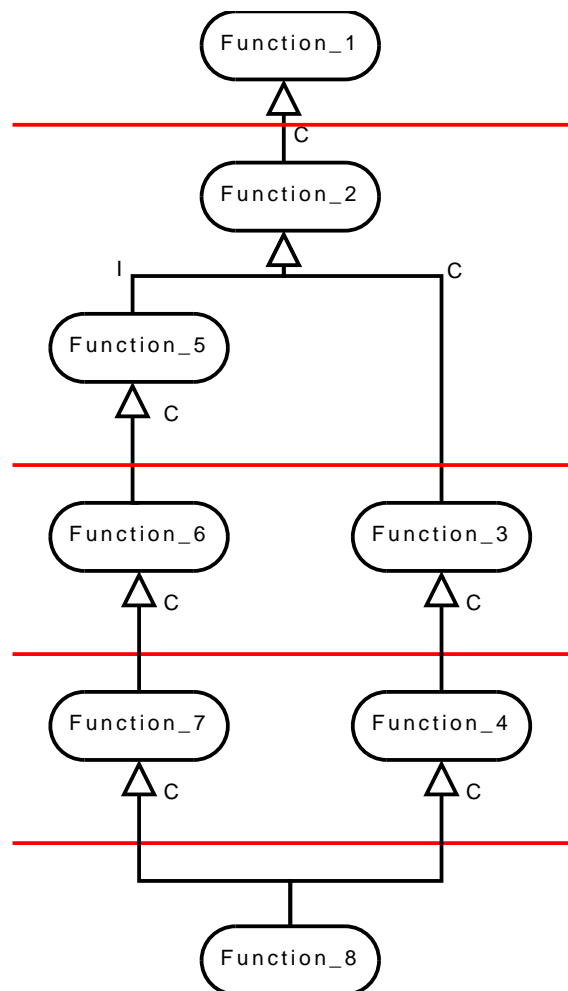 Function_1
C
Function_2
I
C
Function_5
C
Function_6
Function_3
C
C
Function_7
Function_4
C
C
Function_8